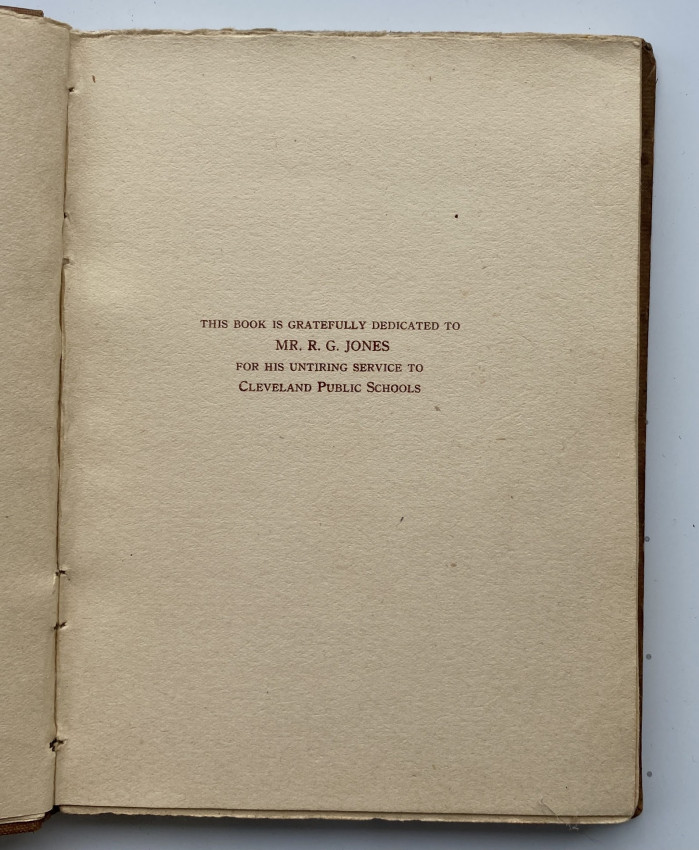 THIS BOOK IS GRATEFULLY DEDICATED TO
MR. R. G. JONES
FOR HIS UNTIRING SERVICE TO
CLEVELAND PUBLIC SCHOOLS